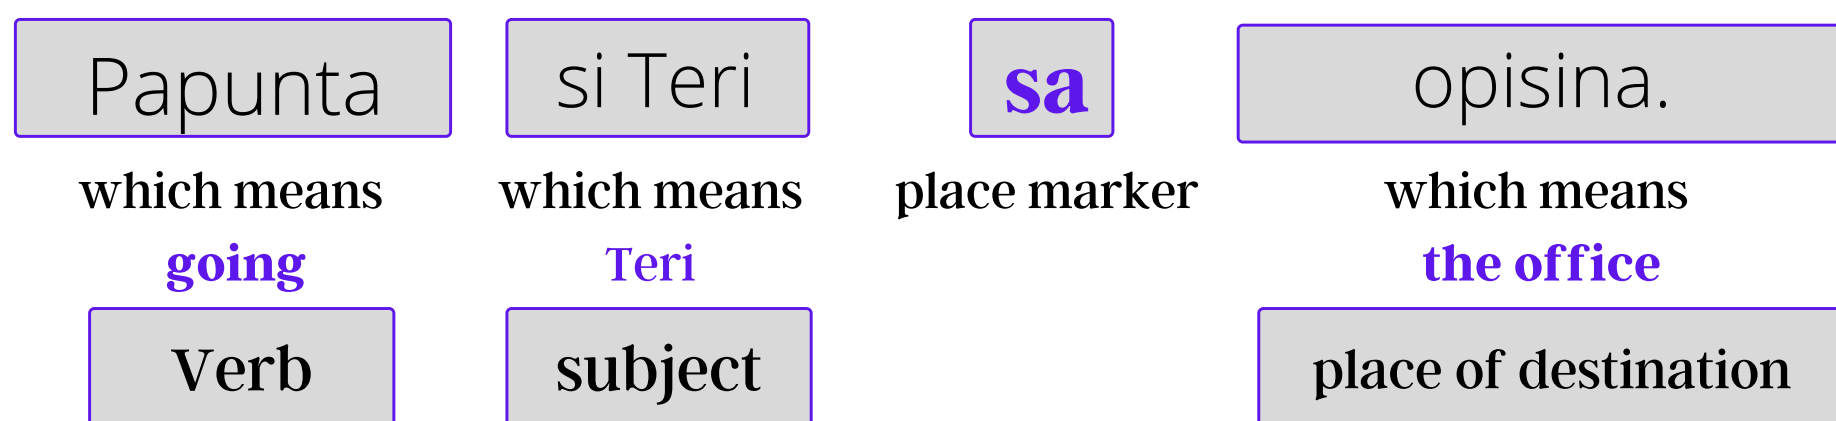 Papunta si Teri sa opisina.
which means which means place marker which means
going Teri the office
Verb subject place of destination